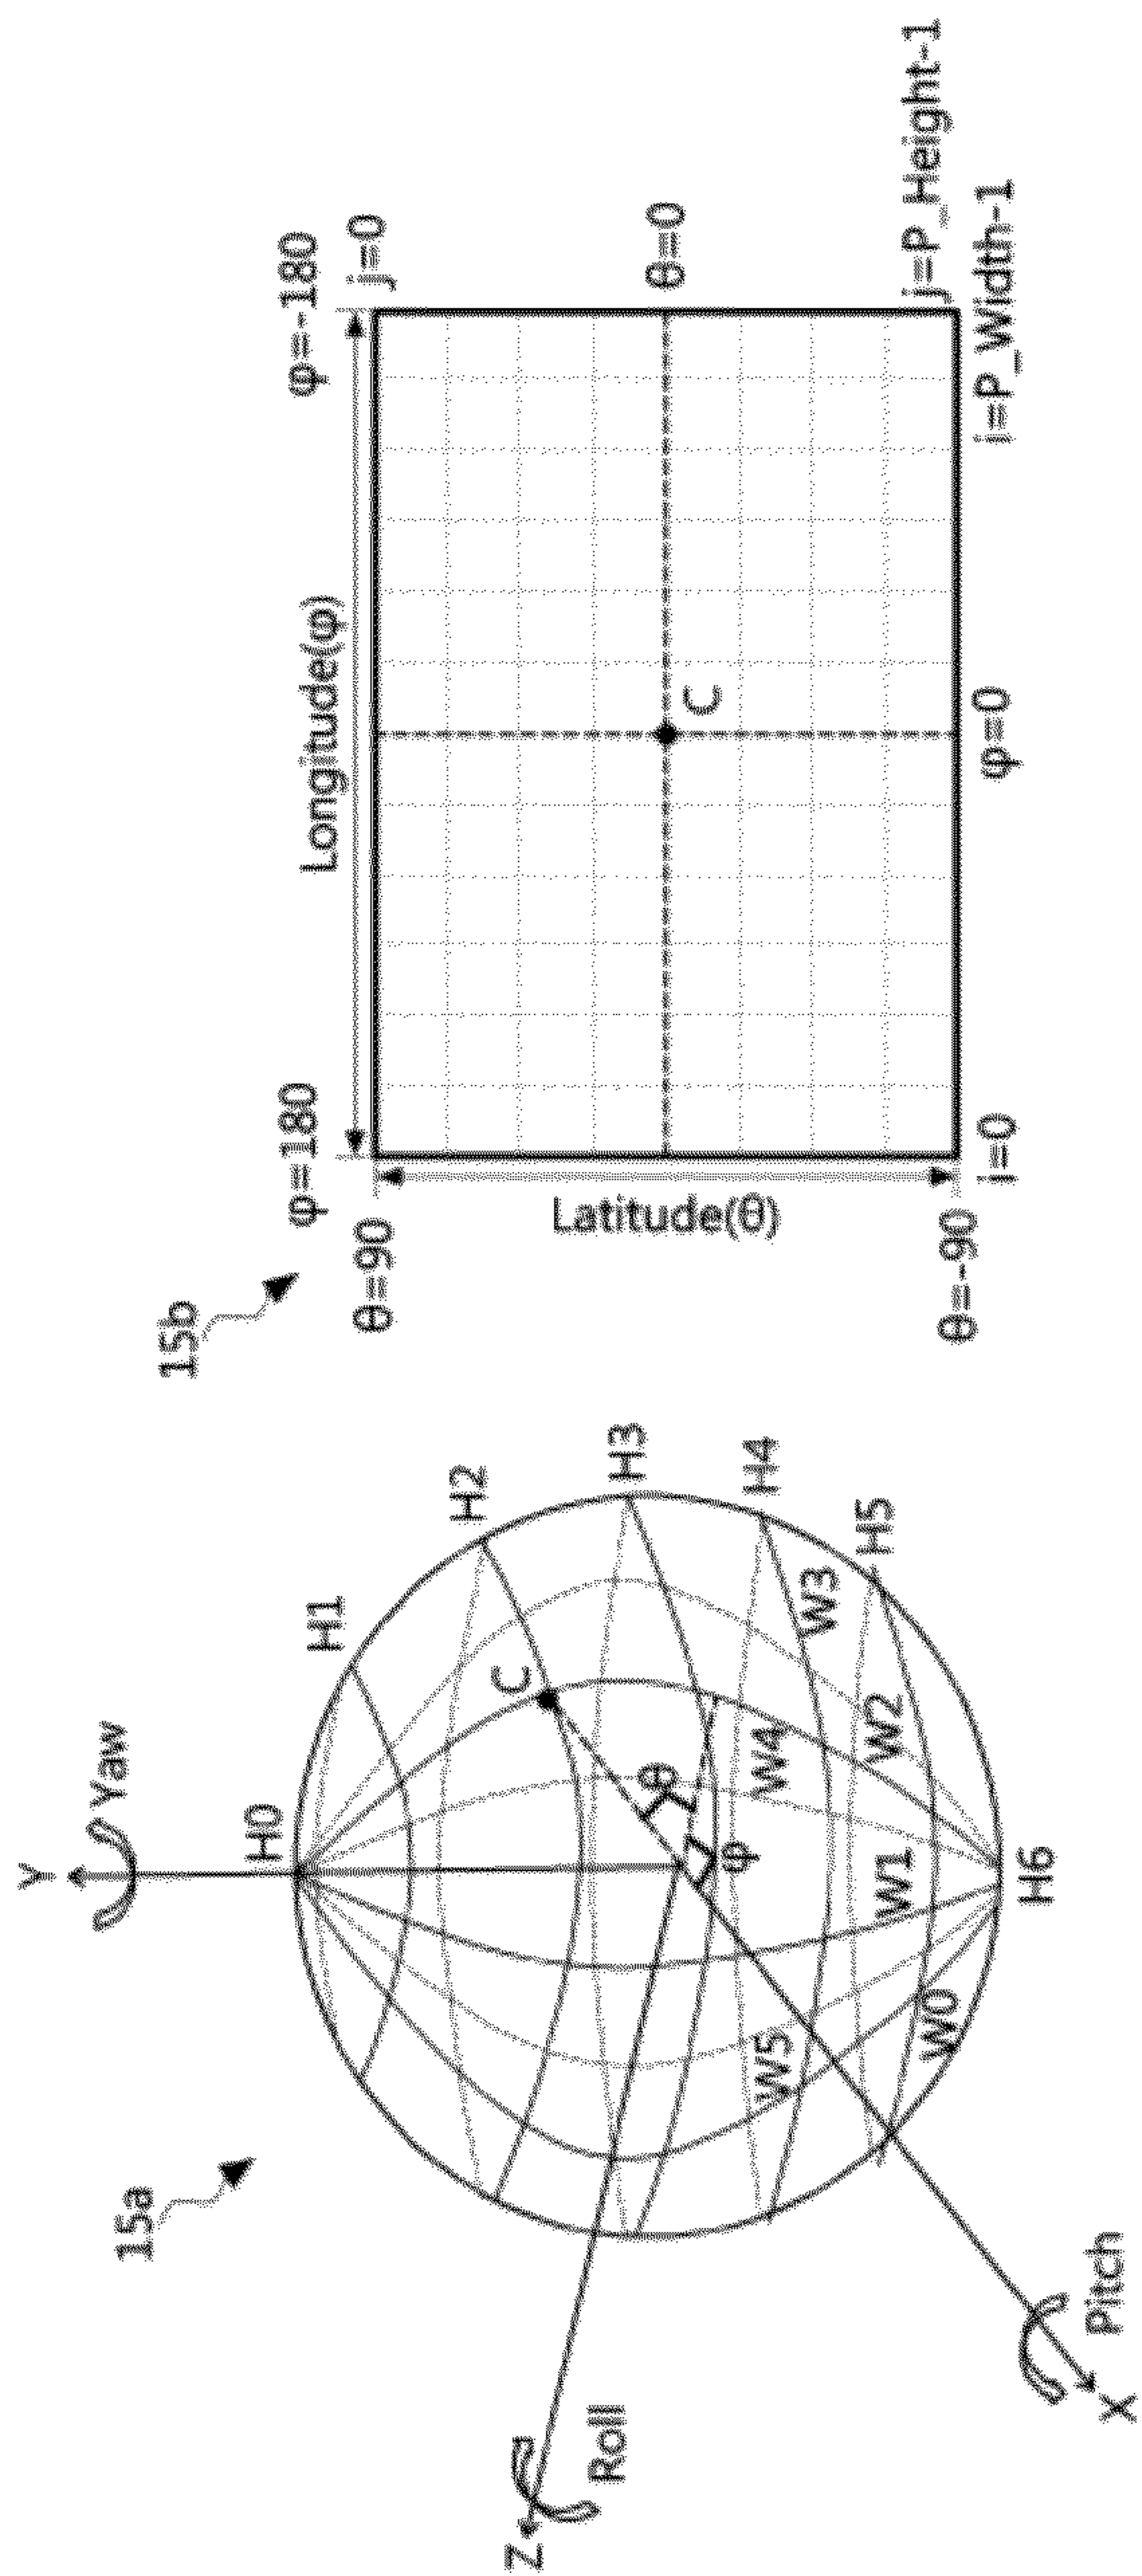 15a
Y
Yaw
H0
H1
H2
C
H3
H4
W3
H5
θ
φ
W4
W2
W1
W5
W0
H6
Z
Roll
X
Pitch
15b
φ=180
Longitude(φ)
φ=-180
θ=90
j=0
Latitude(θ)
C
θ=0
θ=-90
j=P_Height-1
i=0
φ=0
i=P_Width-1